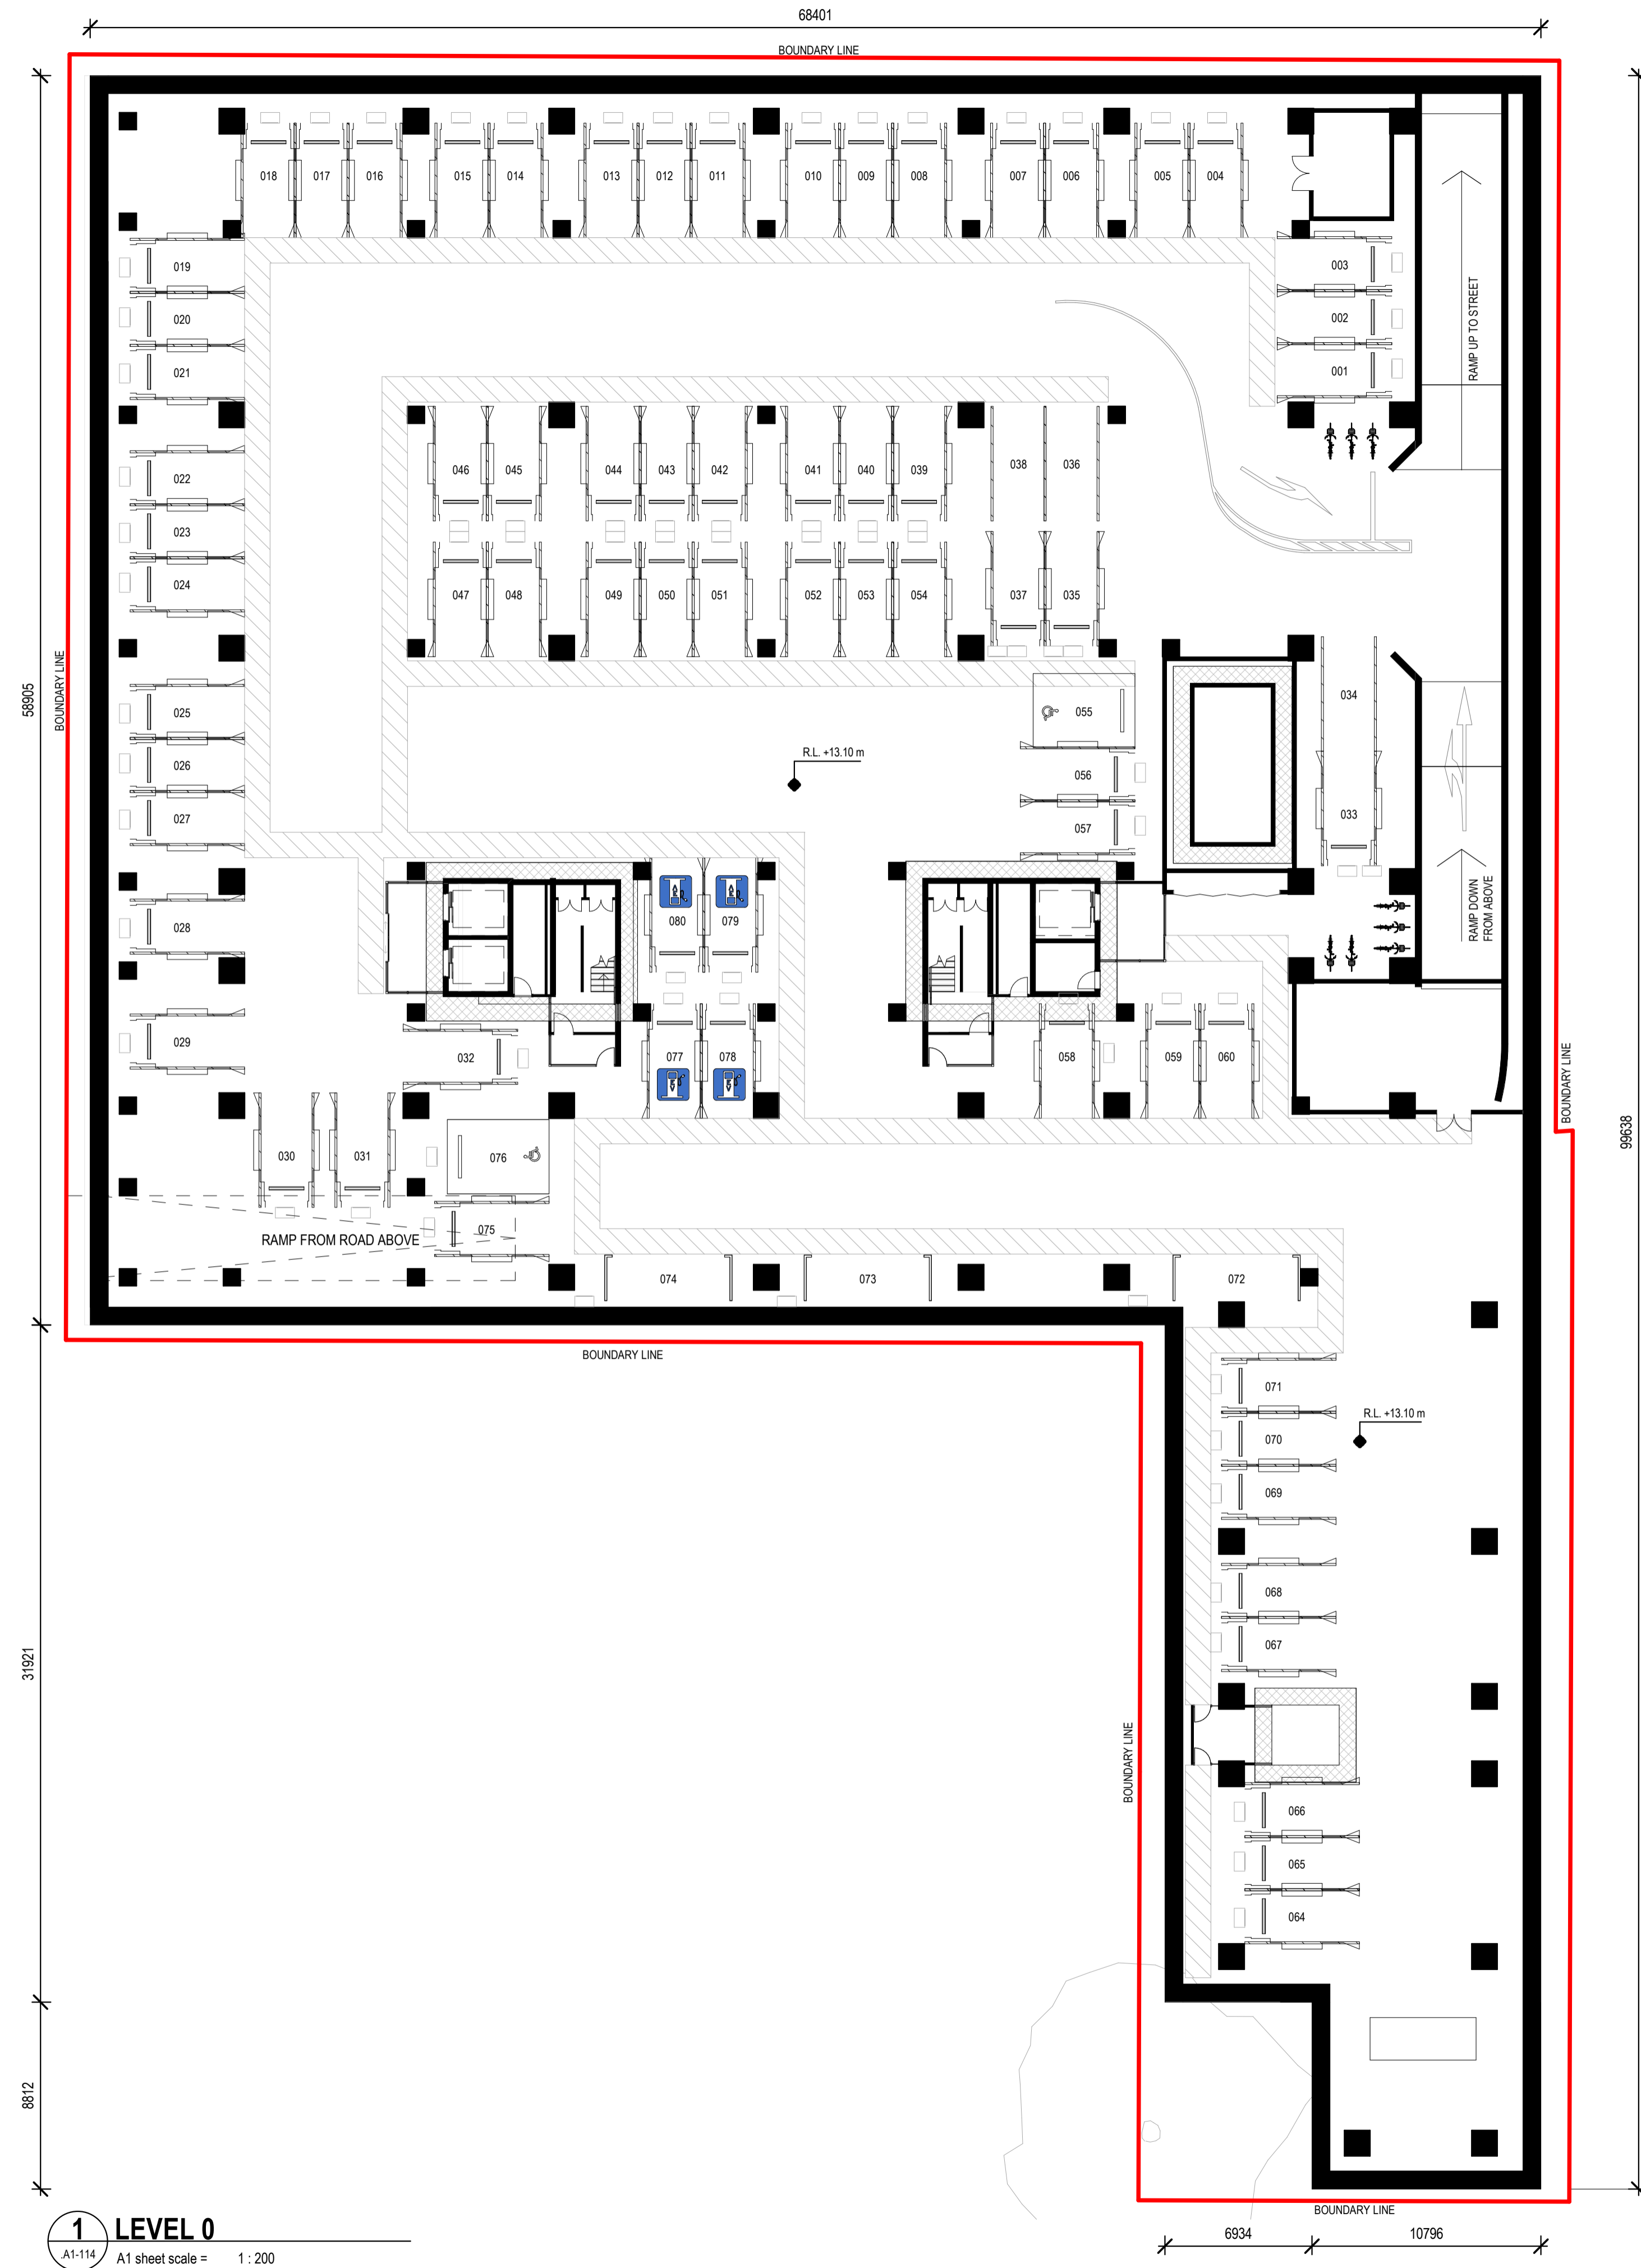 68401
BOUNDARY LINE
018 017 016 015 014 013 012 011 010 009 008 007 006 005 004
019
003
020
002
021
001
RAMP UP TO STREET
046 045 044 043 042 041 040 039 038 036
022
023
024
047 048 049 050 051 052 053 054 037 035
58905
BOUNDARY LINE
034
025
055
R.L. +13.10 m
026
056
027
057
033
028
080 079
RAMP DOWN
FROM ABOVE
029
032
077 078
058 059 060
BOUNDARY LINE
99638
030 031
076
075
RAMP FROM ROAD ABOVE
074 073 072
BOUNDARY LINE
071
R.L. +13.10 m
070
069
068
067
31921
BOUNDARY LINE
066
065
064
8812
BOUNDARY LINE
6934 10796
1 LEVEL 0
.A1-114 A1 sheet scale = 1 : 200